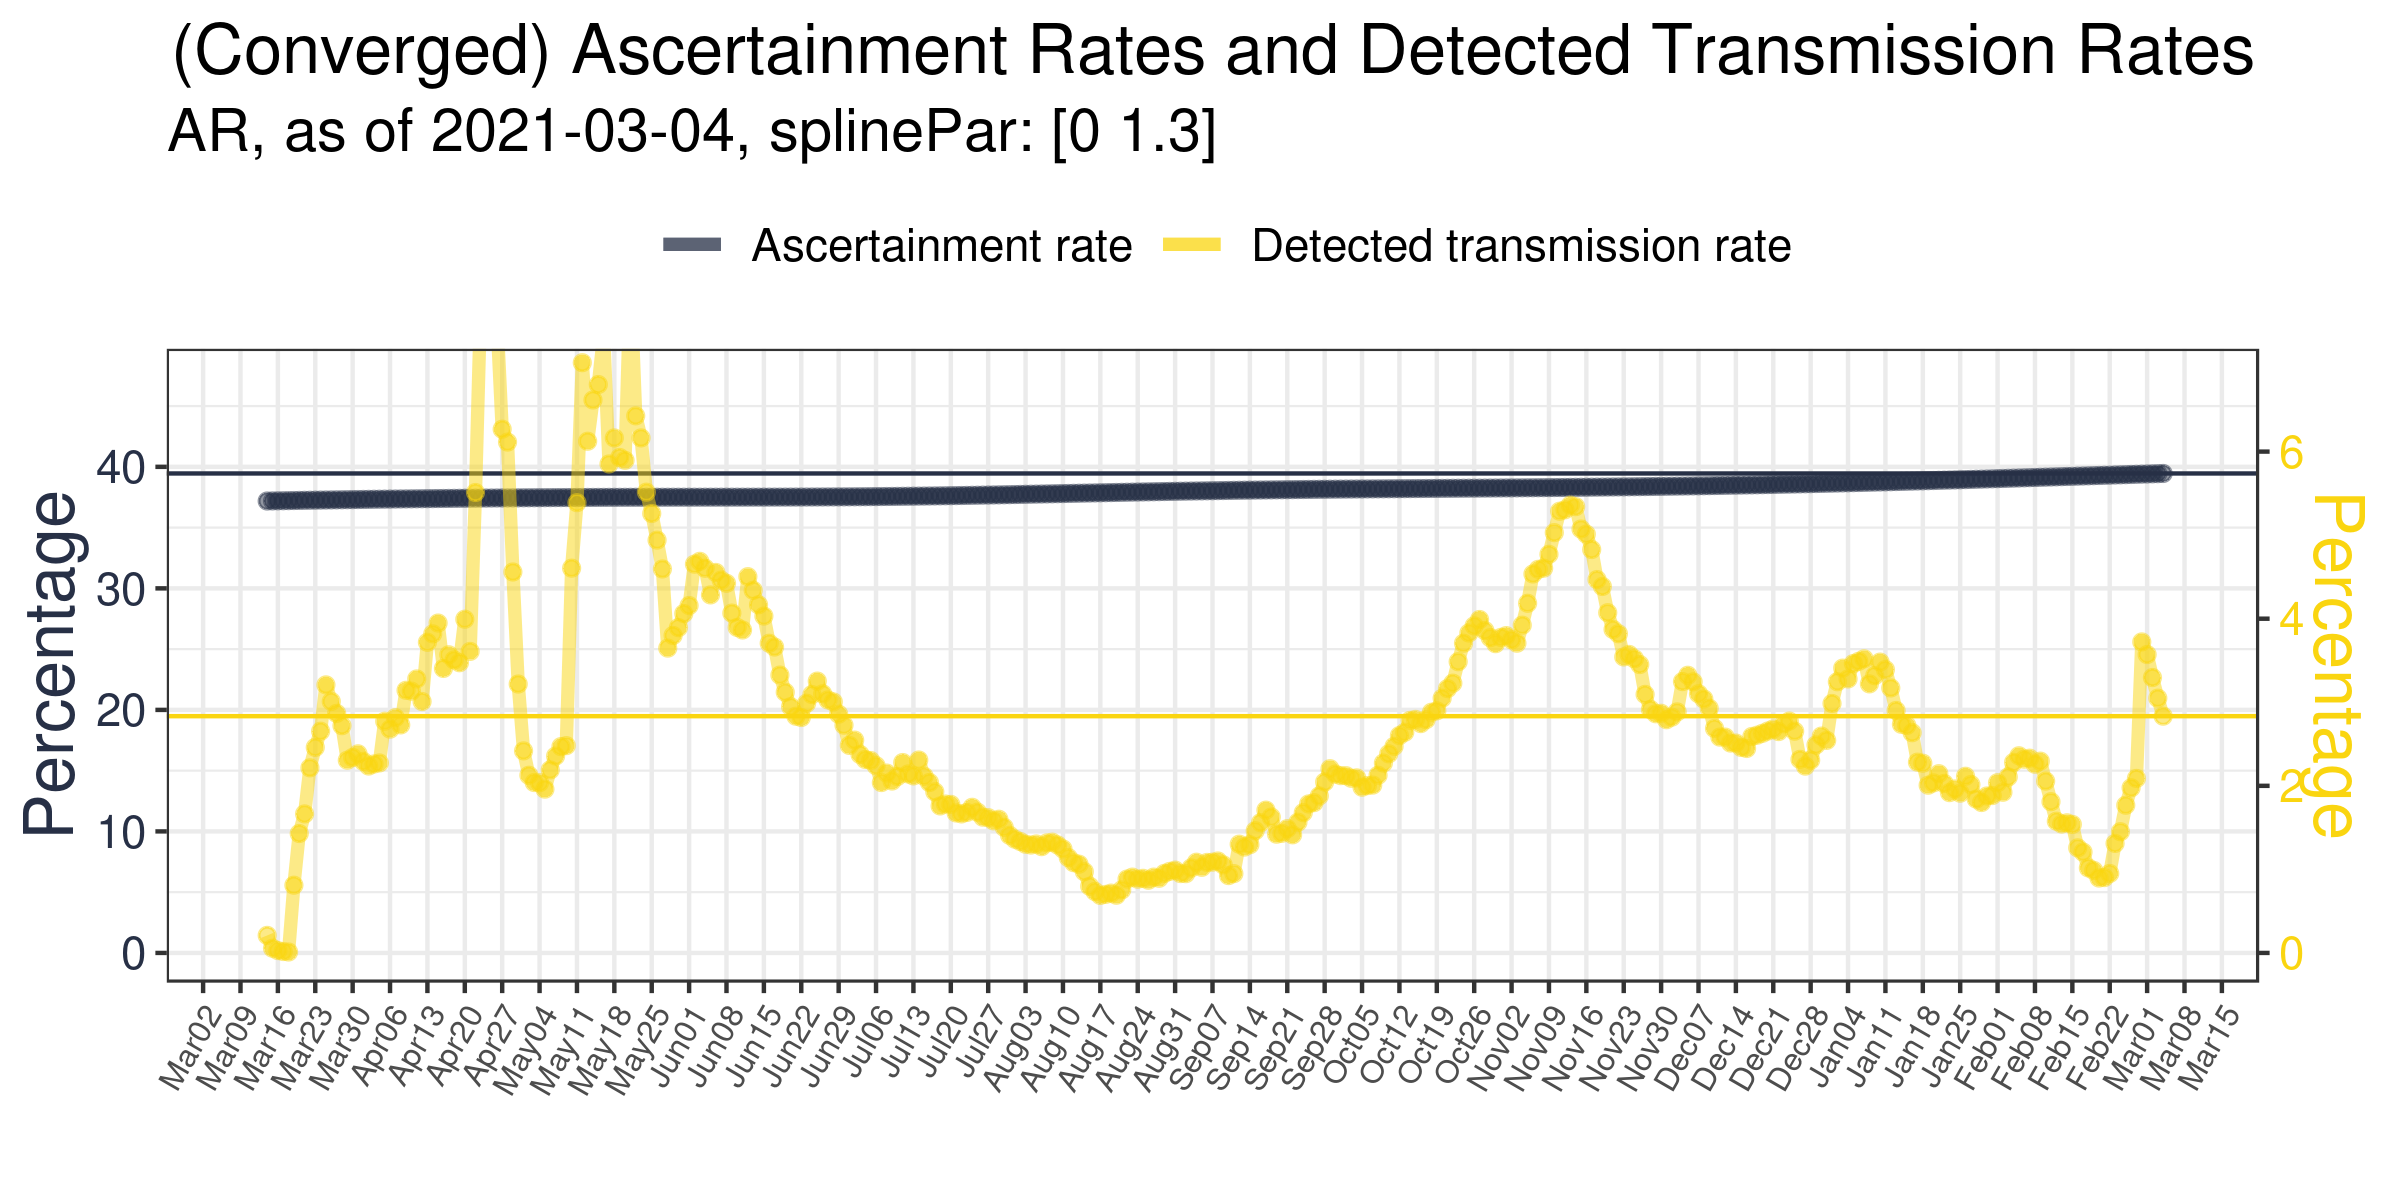 (Converged) Ascertainment Rates and Detected Transmission Rates
AR, as of 2021-03-04, splinePar: [0 1.3]
Ascertainment rate
Detected transmission rate
Percentage
40
30
20
10
0
6
4
2
0
Percentage
Mar02
Mar09
Mar16
Mar23
Mar30
Apr06
Apr13
Apr20
Apr27
May04
May11
May18
May25
Jun01
Jun08
Jun15
Jun22
Jun29
Jul06
Jul13
Jul20
Jul27
Aug03
Aug10
Aug17
Aug24
Aug31
Sep07
Sep14
Sep21
Sep28
Oct05
Oct12
Oct19
Oct26
Nov02
Nov09
Nov16
Nov23
Nov30
Dec07
Dec14
Dec21
Dec28
Jan04
Jan11
Jan18
Jan25
Feb01
Feb08
Feb15
Feb22
Mar01
Mar08
Mar15